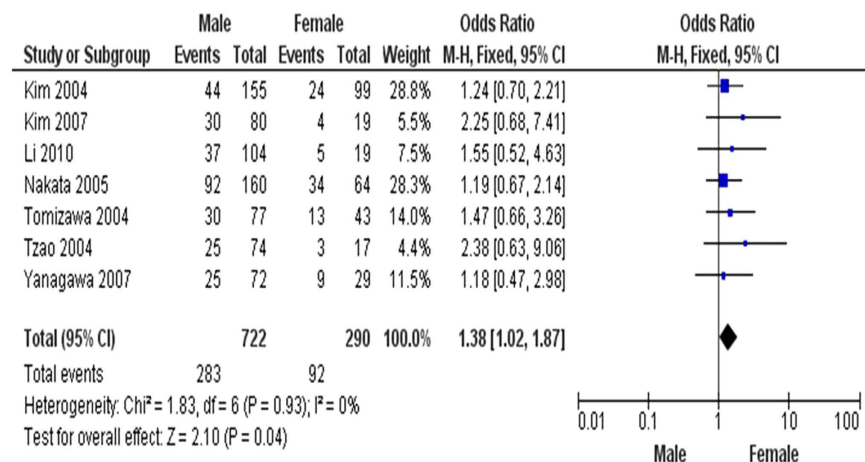 Male Female Odds Ratio Odds Ratio
Study or Subgroup Events Total Events Total Weight M-H, Fixed, 95% CI M-H, Fixed, 95% CI
Kim 2004 44 155 24 99 28.8% 1.24 [0.70, 2.21]
Kim 2007 30 80 4 19 5.5% 2.25 [0.68, 7.41]
Li 2010 37 104 5 19 7.5% 1.55 [0.52, 4.63]
Nakata 2005 92 160 34 64 28.3% 1.19 [0.67, 2.14]
Tomizawa 2004 30 77 13 43 14.0% 1.47 [0.66, 3.26]
Tzao 2004 25 74 3 17 4.4% 2.38 [0.63, 9.06]
Yanagawa 2007 25 72 9 29 11.5% 1.18 [0.47, 2.98]
Total (95% CI) 722 290 100.0% 1.38 [1.02, 1.87]
Total events 283 92
Heterogeneity: Chi² = 1.83, df = 6 (P = 0.93); I² = 0%
Test for overall effect: Z = 2.10 (P = 0.04)
0.01 0.1 1 10 100
Male Female